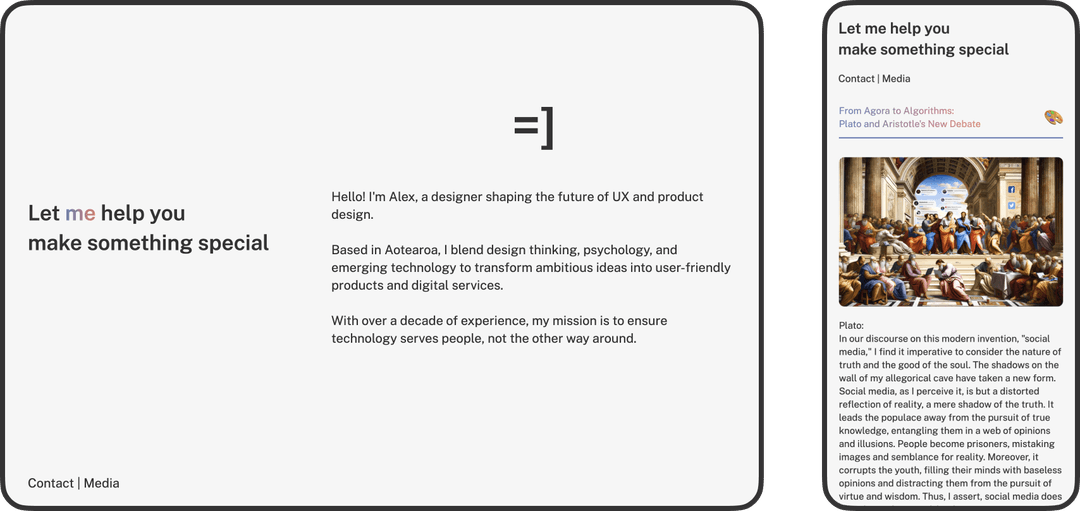 =]
Let me help you
make something special
Hello! I'm Alex, a designer shaping the future of UX and product
design.
Based in Aotearoa, I blend design thinking, psychology, and
emerging technology to transform ambitious ideas into user-friendly
products and digital services.
With over a decade of experience, my mission is to ensure
technology serves people, not the other way around.
Contact | Media
Let me help you
make something special
Contact | Media
From Agora to Algorithms:
Plato and Aristotle's New Debate
Plato:
In our discourse on this modern invention, "social
media," I find it imperative to consider the nature of
truth and the good of the soul. The shadows on the
wall of my allegorical cave have taken a new form.
Social media, as I perceive it, is but a distorted
reflection of reality, a mere shadow of the truth. It
leads the populace away from the pursuit of true
knowledge, entangling them in a web of opinions
and illusions. People become prisoners, mistaking
images and semblance for reality. Moreover, it
corrupts the youth, filling their minds with baseless
opinions and distracting them from the pursuit of
virtue and wisdom. Thus, I assert, social media does